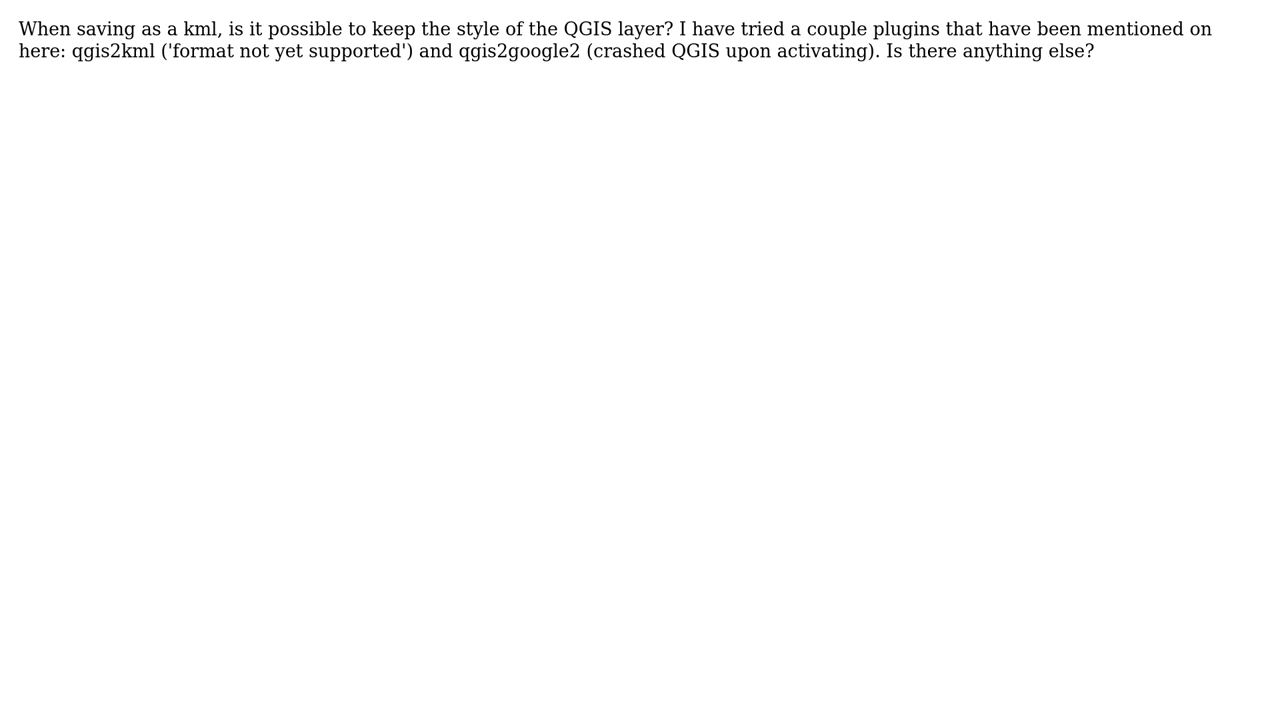 When saving as a kml, is it possible to keep the style of the QGIS layer? I have tried a couple plugins that have been mentioned on
here: qgis2kml ('format not yet supported') and qgis2google2 (crashed QGIS upon activating). Is there anything else?